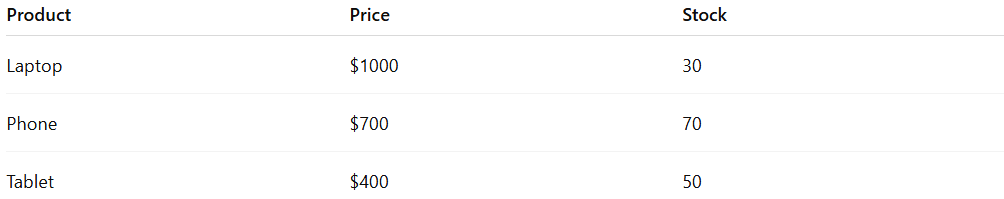 Product Price Stock
Laptop $1000 30
Phone $700 70
Tablet $400 50